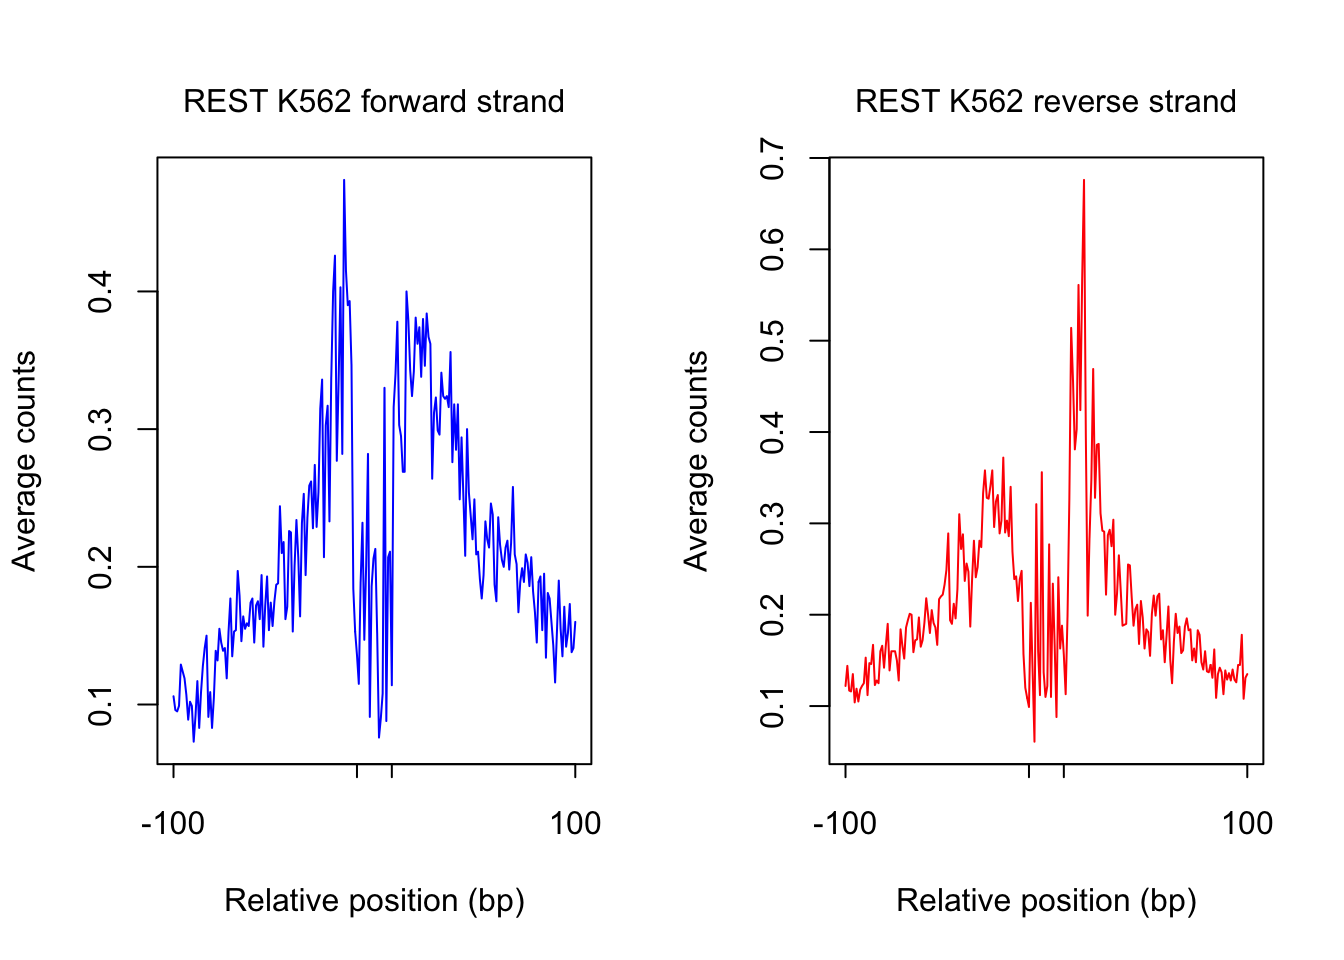 REST K562 forward strand
Average counts
0.4
0.3
0.2
0.1
-100
100
Relative position (bp)
REST K562 reverse strand
Average counts
0.7
0.6
0.5
0.4
0.3
0.2
0.1
-100
100
Relative position (bp)